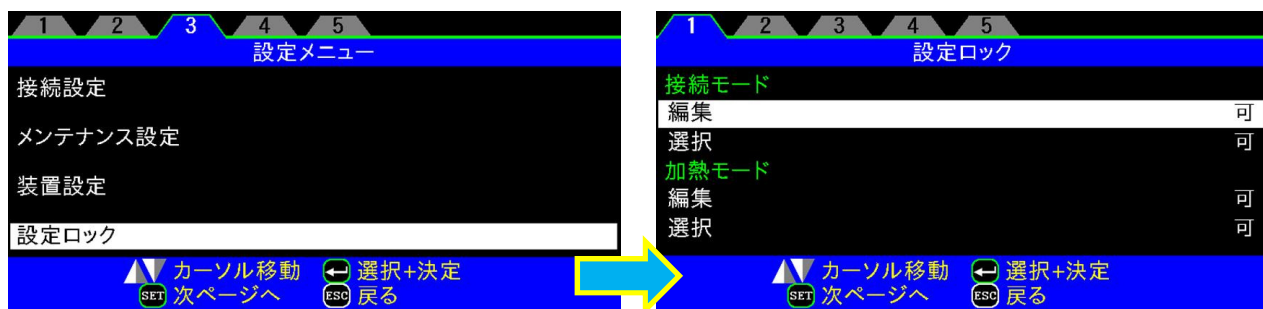 1 2 3 4 5
設定メニュー
接続設定
メンテナンス設定
装置設定
設定ロック
カーソル移動 選択+決定
SET 次ページへ ESC 戻る
1 2 3 4 5
設定ロック
接続モード
編集 可
選択 可
加熱モード
編集 可
選択 可
カーソル移動 選択+決定
SET 次ページへ ESC 戻る